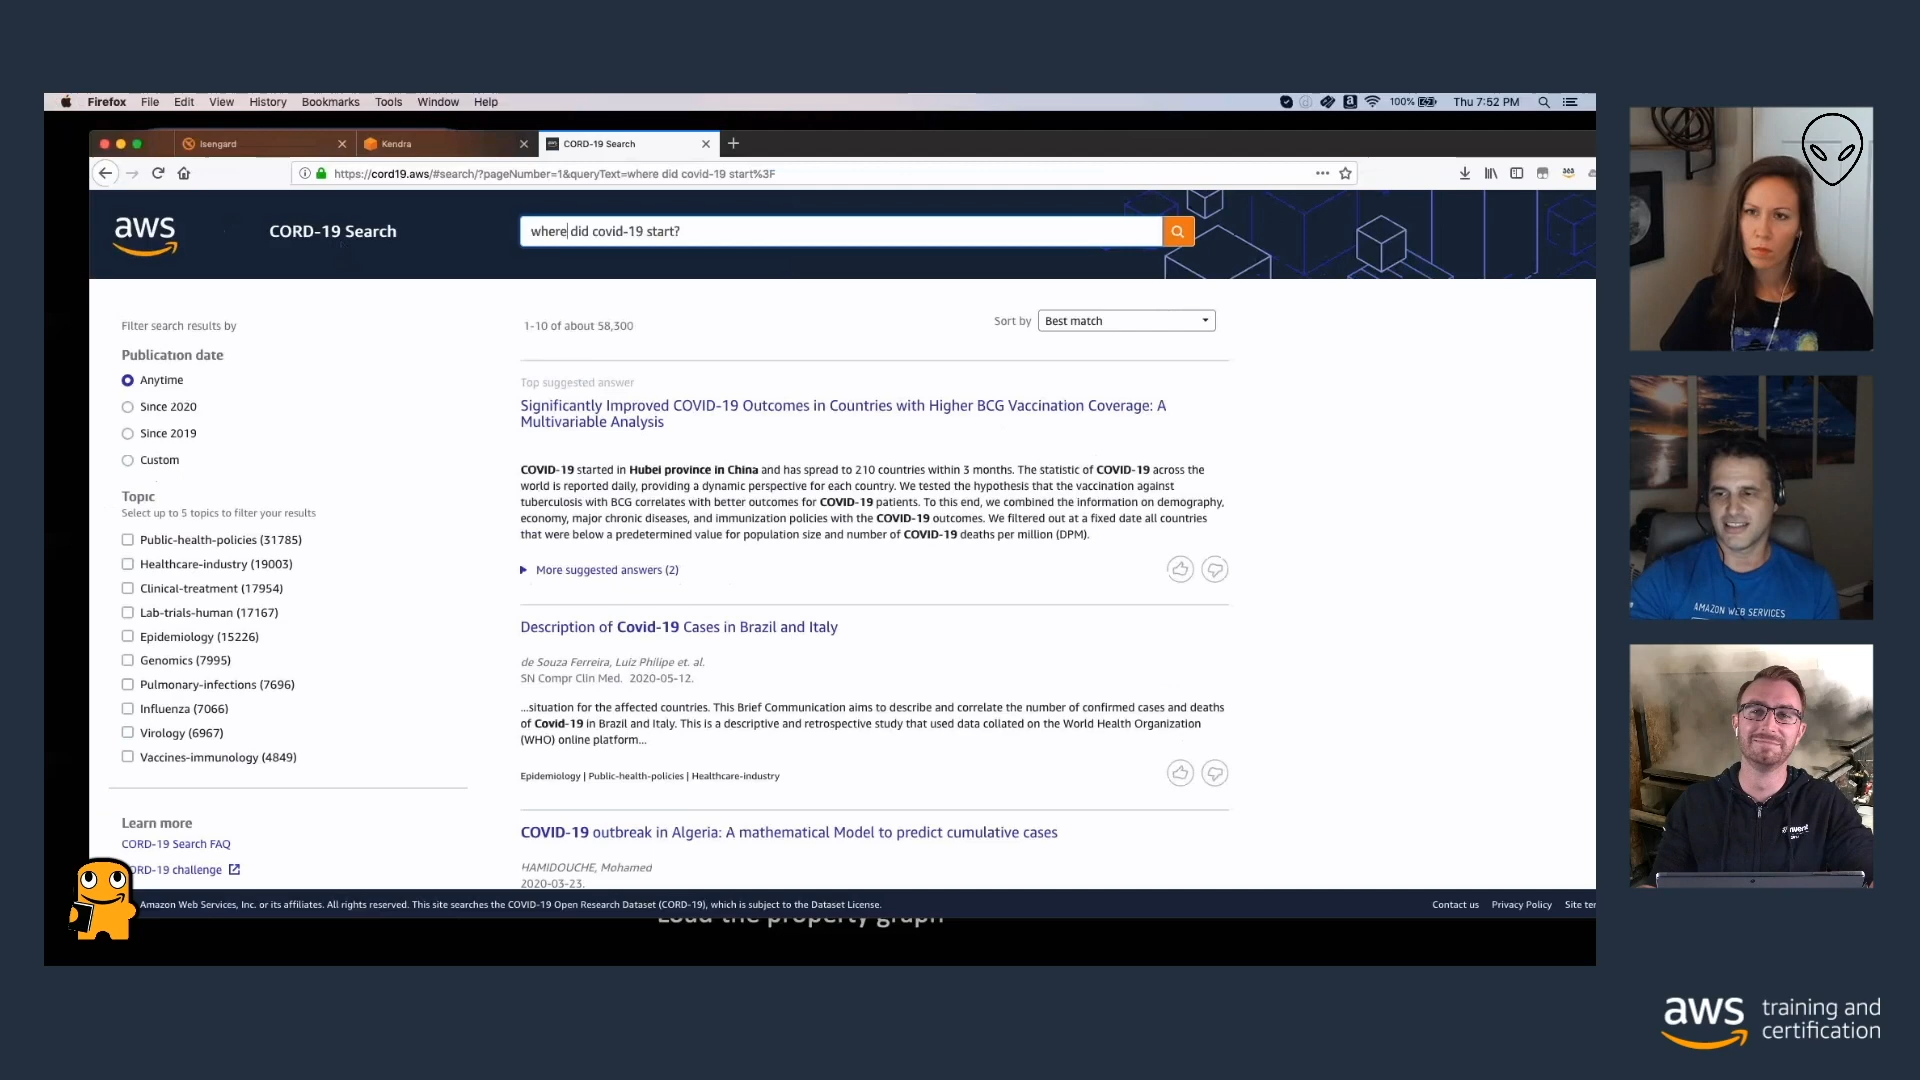 Firefox File Edit View History Bookmarks Tools Window Help
100% Thu 7:52 PM
Isengard
Kendra
CORD-19 Search
https://cord19.aws/#search/?pageNumber=1&queryText=where did covid-19 start%3F
aws
CORD-19 Search
where did covid-19 start?
Filter search results by
Publication date
Anytime
Since 2020
Since 2019
Custom
Topic
Select up to 5 topics to filter your results
Public-health-policies (31785)
Healthcare-industry (19003)
Clinical-treatment (17954)
Lab-trials-human (17167)
Epidemiology (15226)
Genomics (7995)
Pulmonary-infections (7696)
Influenza (7066)
Virology (6967)
Vaccines-immunology (4849)
Learn more
CORD-19 Search FAQ
ORD-19 challenge
1-10 of about 58,300
Sort by Best match
Top suggested answer
Significantly Improved COVID-19 Outcomes in Countries with Higher BCG Vaccination Coverage: A
Multivariable Analysis
COVID-19 started in Hubei province in China and has spread to 210 countries within 3 months. The statistic of COVID-19 across the
world is reported daily, providing a dynamic perspective for each country. We tested the hypothesis that the vaccination against
tuberculosis with BCG correlates with better outcomes for COVID-19 patients. To this end, we combined the information on demography,
economy, major chronic diseases, and immunization policies with the COVID-19 outcomes. We filtered out at a fixed date all countries
that were below a predetermined value for population size and number of COVID-19 deaths per million (DPM).
More suggested answers (2)
Description of Covid-19 Cases in Brazil and Italy
de Souza Ferreira, Luiz Philipe et. al.
SN Compr Clin Med. 2020-05-12.
...situation for the affected countries. This Brief Communication aims to describe and correlate the number of confirmed cases and deaths
of Covid-19 in Brazil and Italy. This is a descriptive and retrospective study that used data collated on the World Health Organization
(WHO) online platform...
Epidemiology | Public-health-policies | Healthcare-industry
COVID-19 outbreak in Algeria: A mathematical Model to predict cumulative cases
HAMIDOUCHE, Mohamed
2020-03-23.
Amazon Web Services, Inc. or its affiliates. All rights reserved. This site searches the COVID-19 Open Research Dataset (CORD-19), which is subject to the Dataset License.
Contact us Privacy Policy Site ter
Load the property graph
AMAZON WEB SERVICES
aws training and
certification